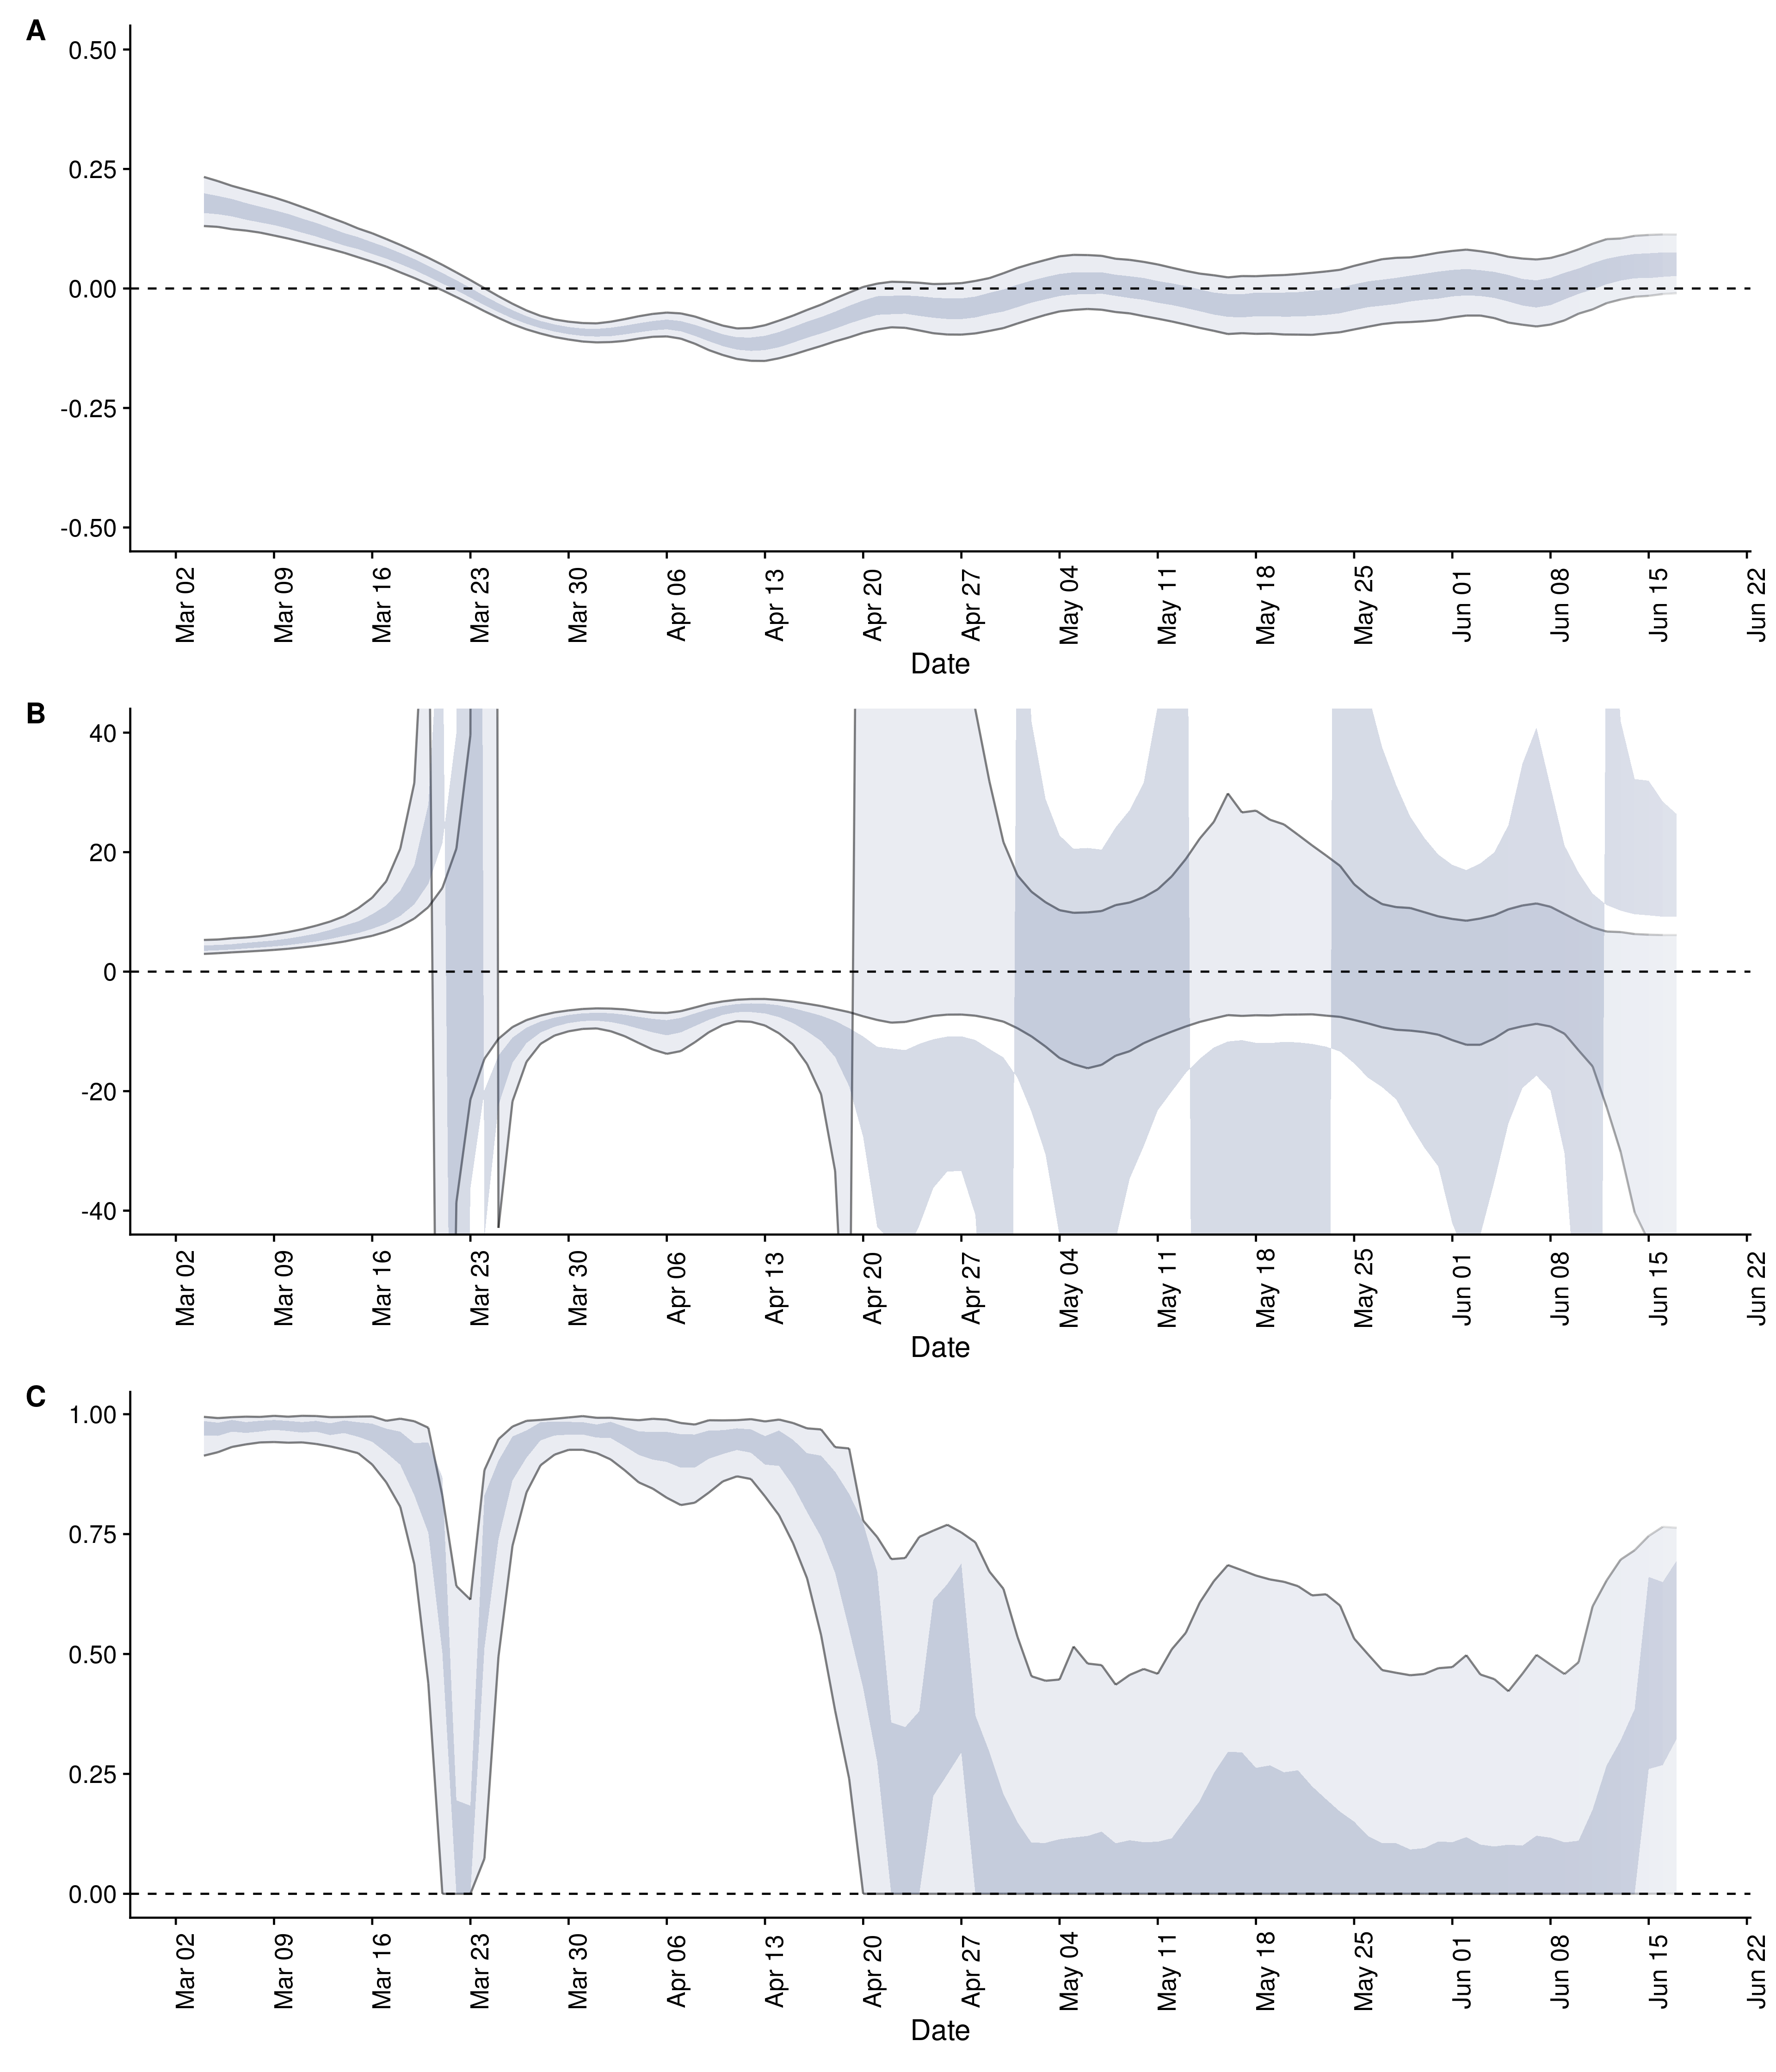 A
0.50
0.25
0.00
-0.25
-0.50
Mar 02
Mar 09
Mar 16
Mar 23
Mar 30
Apr 06
Apr 13
Apr 20
Apr 27
May 04
May 11
May 18
May 25
Jun 01
Jun 08
Jun 15
Jun 22
Date
B
40
20
0
-20
-40
Mar 02
Mar 09
Mar 16
Mar 23
Mar 30
Apr 06
Apr 13
Apr 20
Apr 27
May 04
May 11
May 18
May 25
Jun 01
Jun 08
Jun 15
Jun 22
Date
C
1.00
0.75
0.50
0.25
0.00
Mar 02
Mar 09
Mar 16
Mar 23
Mar 30
Apr 06
Apr 13
Apr 20
Apr 27
May 04
May 11
May 18
May 25
Jun 01
Jun 08
Jun 15
Jun 22
Date